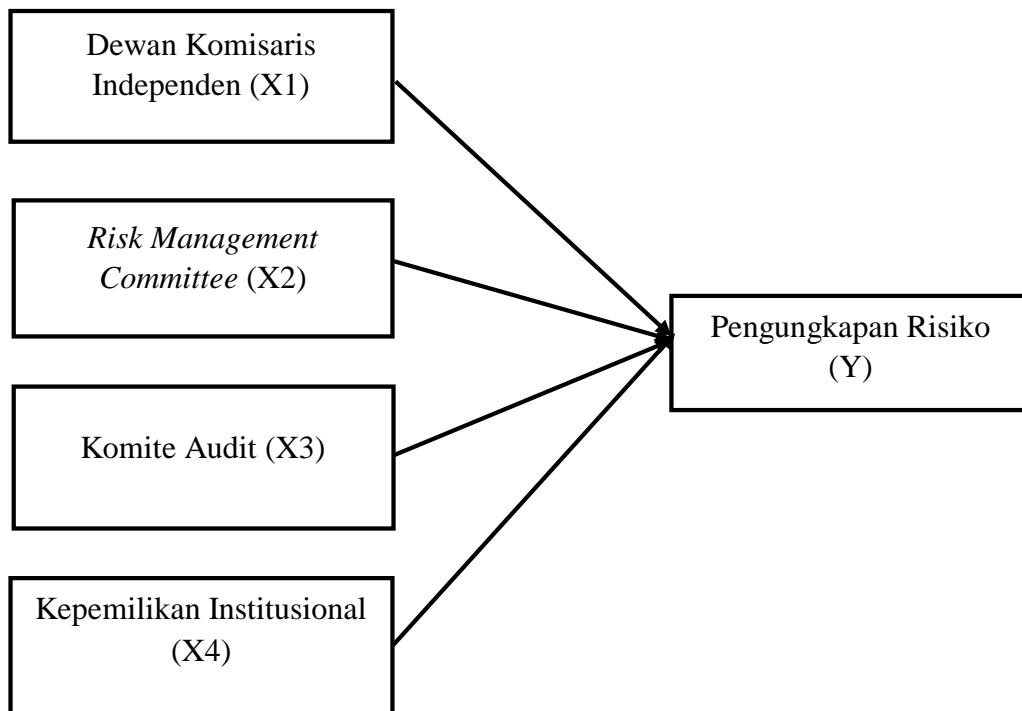 Dewan Komisaris
Independen (X1)
Risk Management
Committee (X2)
Pengungkapan Risiko
(Y)
Komite Audit (X3)
Kepemilikan Institusional
(X4)